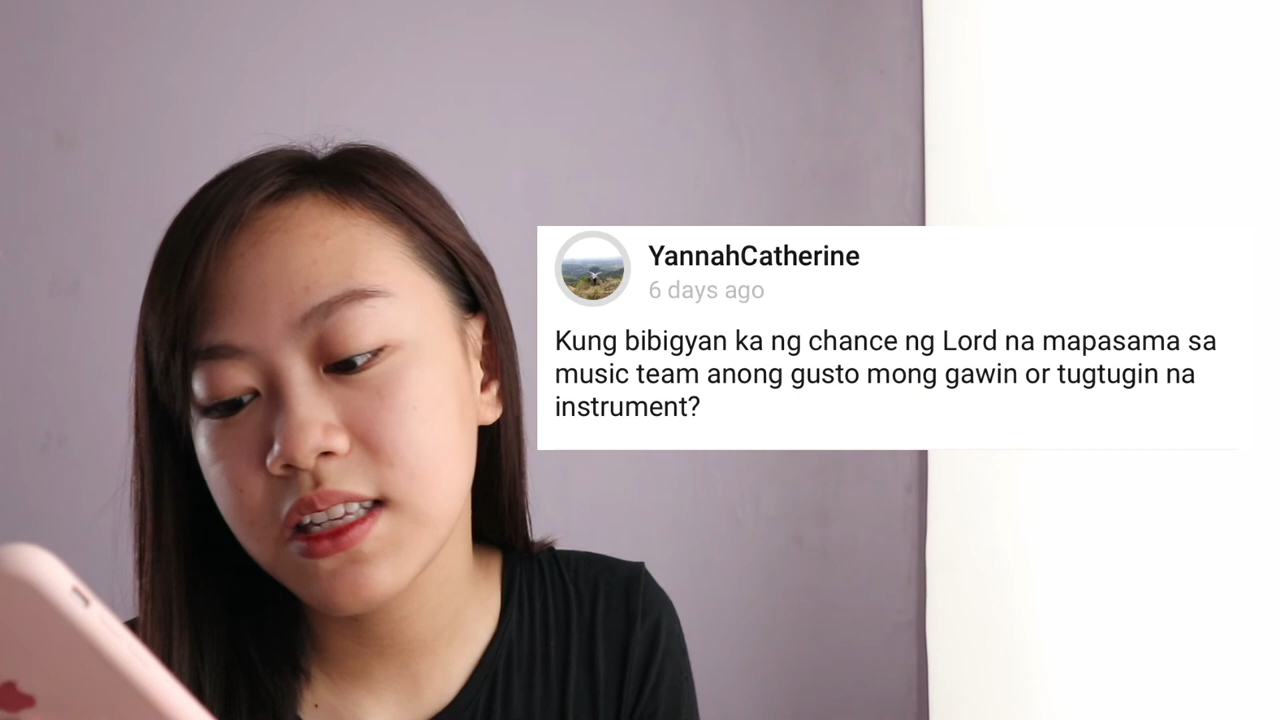 YannahCatherine
6 days ago
Kung bibigyan ka ng chance ng Lord na mapasama sa
music team anong gusto mong gawin or tugtugin na
instrument?